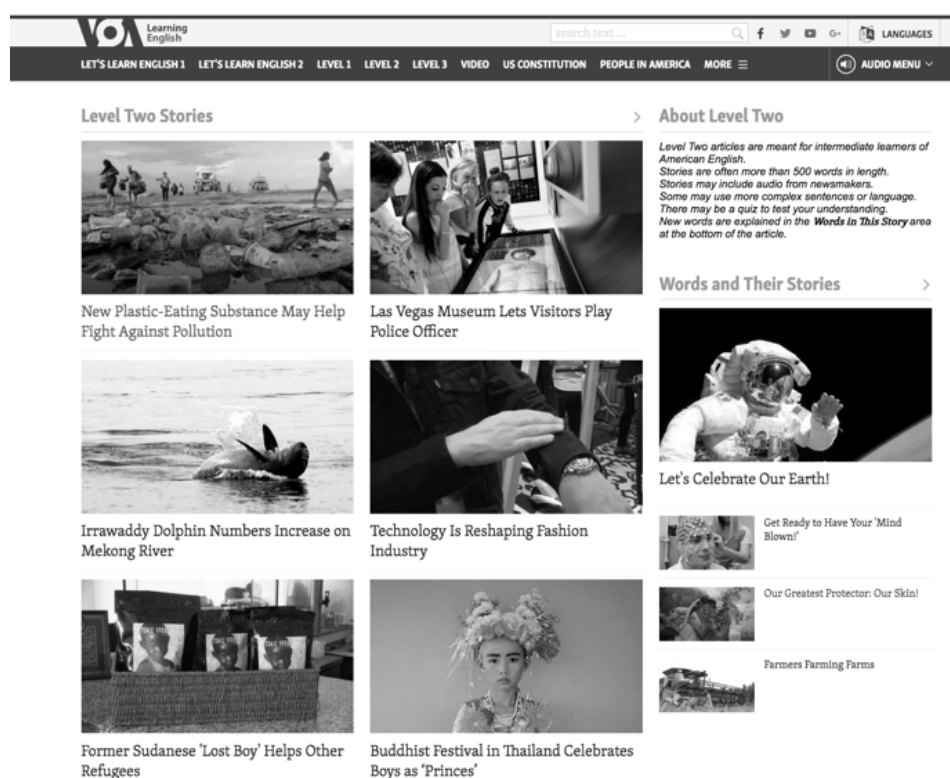 VOA Learning
English
search text ...
G+
LANGUAGES
LET'S LEARN ENGLISH 1 LET'S LEARN ENGLISH 2 LEVEL 1 LEVEL 2 LEVEL 3 VIDEO US CONSTITUTION PEOPLE IN AMERICA MORE
AUDIO MENU
Level Two Stories
New Plastic-Eating Substance May Help
Fight Against Pollution
Las Vegas Museum Lets Visitors Play
Police Officer
Irrawaddy Dolphin Numbers Increase on
Mekong River
Technology Is Reshaping Fashion
Industry
Former Sudanese 'Lost Boy' Helps Other
Refugees
Buddhist Festival in Thailand Celebrates
Boys as ‘Princes’
About Level Two
Level Two articles are meant for intermediate learners of
American English.
Stories are often more than 500 words in length.
Stories may include audio from newsmakers.
Some may use more complex sentences or language.
There may be a quiz to test your understanding.
New words are explained in the Words in This Story area
at the bottom of the article.
Words and Their Stories
Let's Celebrate Our Earth!
Get Ready to Have Your 'Mind
Blown!'
Our Greatest Protector: Our Skin!
Farmers Farming Farms